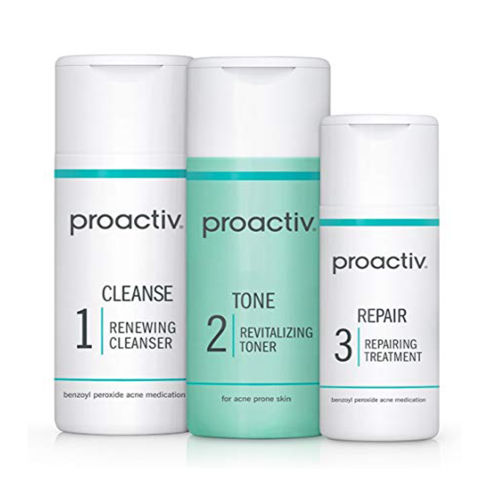 proactiv.
CLEANSE
1
RENEWING
CLEANSER
benzoyl peroxide acne medication
proactiv.
TONE
2
REVITALIZING
TONER
for acne prone skin
proactiv.
REPAIR
3
REPAIRING
TREATMENT
benzoyl peroxide acne medication